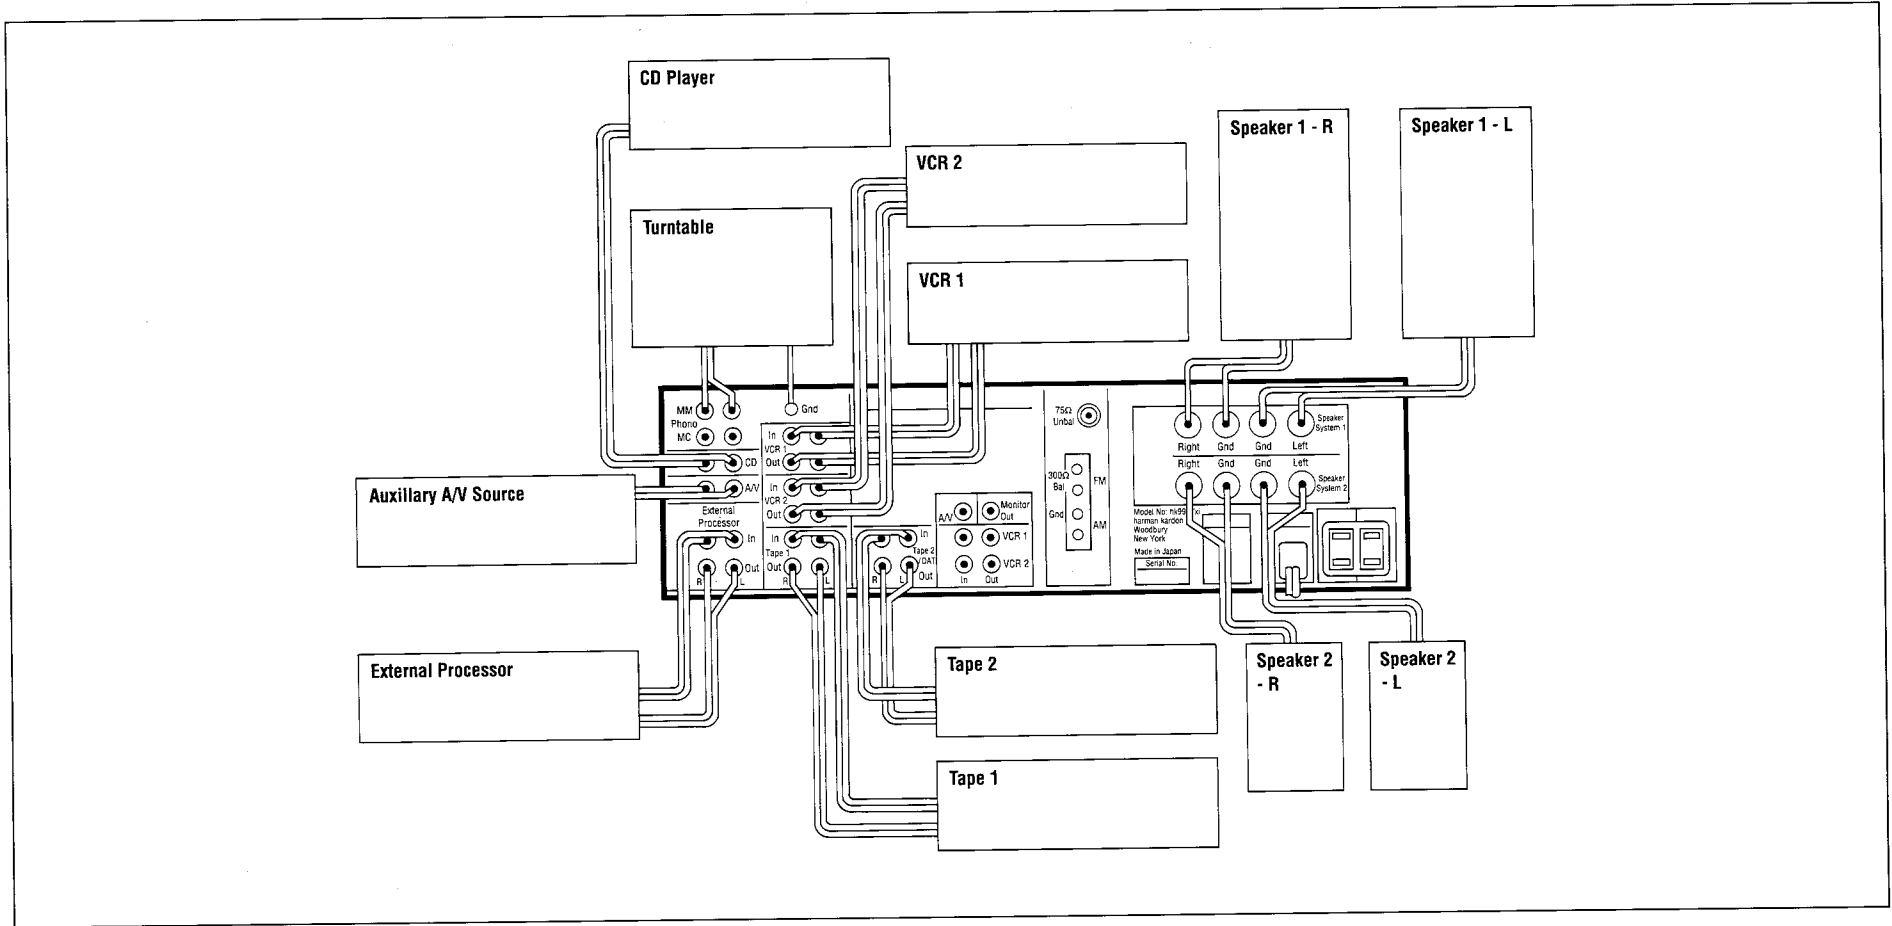 CD Player
Speaker 1 - R
Speaker 1 - L
VCR 2
Turntable
VCR 1
MM
Phono
MC
Gnd
In
VCR 1
Out
CD
A/V
In
VCR 2
Out
External
Processor
In
Out
R
L
In
Tape 1
Out
R
L
In
Tape 2
/DAT
Out
R
L
A/V
Monitor
Out
VCR 1
VCR 2
In
Out
75Ω
Unbal
300Ω
Bal
FM
Gnd
AM
Speaker
System 1
Right
Gnd
Gnd
Left
Right
Gnd
Gnd
Left
Speaker
System 2
Model No:
harman kardon
Woodbury
New York
Made in Japan
Serial No.
Auxillary A/V Source
External Processor
Tape 2
Tape 1
Speaker 2
- R
Speaker 2
- L